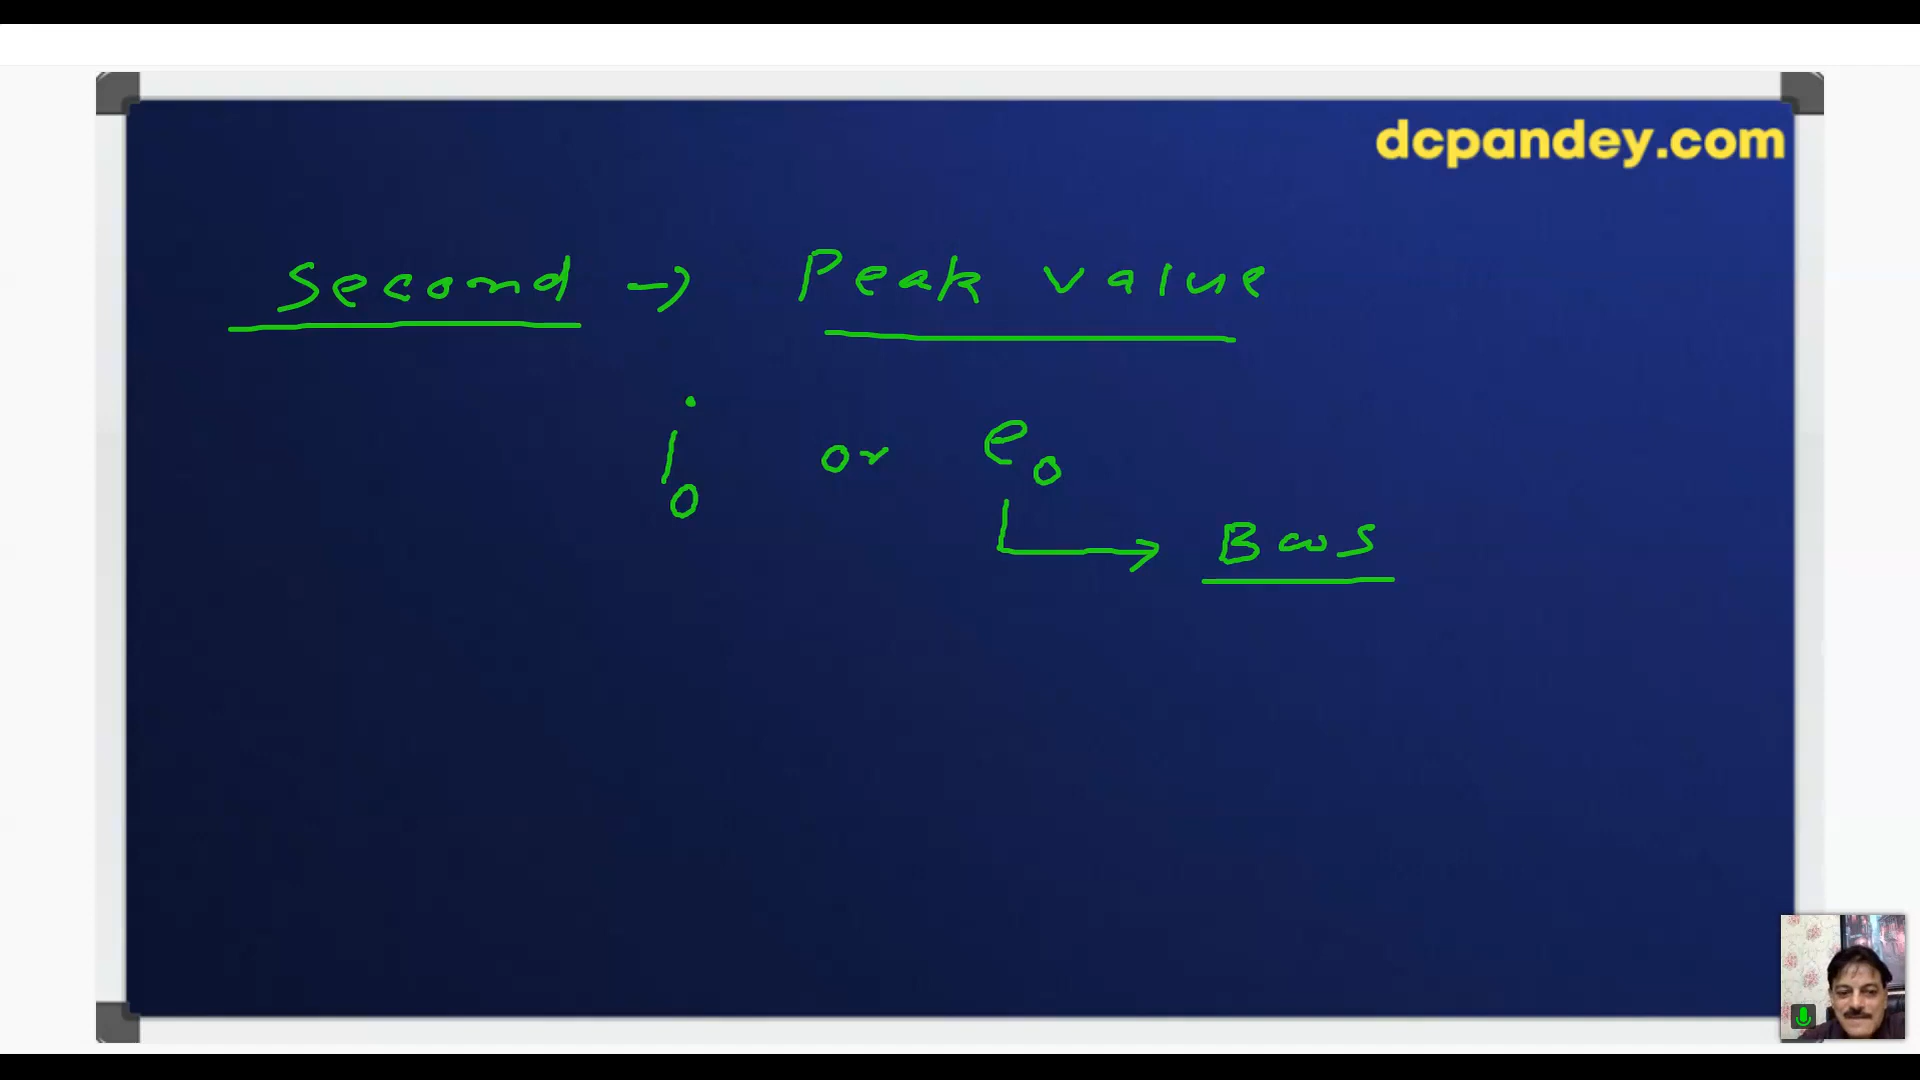 dcpandey.com
Second → Peak value
i₀ or e₀
→ BωS